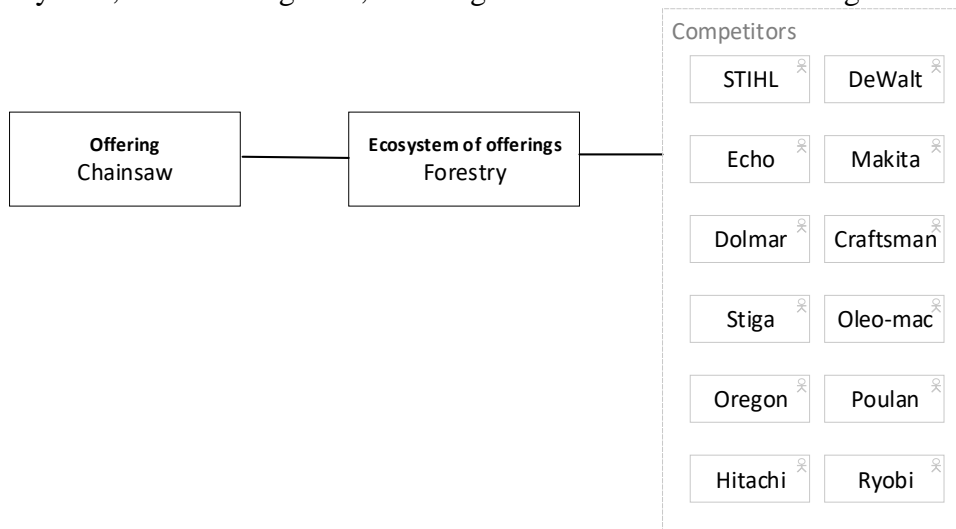 Competitors
STIHL DeWalt
Offering
Chainsaw
Ecosystem of offerings
Forestry
Echo Makita
Dolmar Craftsman
Stiga Oleo-mac
Oregon Poulan
Hitachi Ryobi